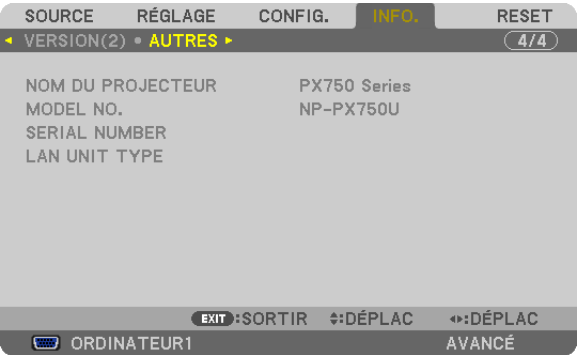 SOURCE RÉGLAGE CONFIG. INFO. RESET
VERSION(2) • AUTRES 4/4
NOM DU PROJECTEUR PX750 Series
MODEL NO. NP-PX750U
SERIAL NUMBER
LAN UNIT TYPE
EXIT :SORTIR :DÉPLAC :DÉPLAC
ORDINATEUR1 AVANCÉ